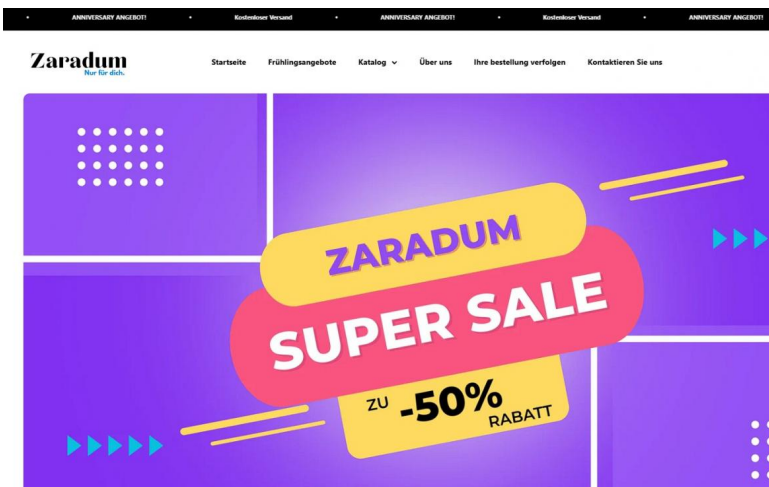 ANNIVERSARY ANGEBOT! • Kostenloser Versand • ANNIVERSARY ANGEBOT! • Kostenloser Versand • ANNIVERSARY ANGEBOT!
Zaradum
Nur für dich.
Startseite Frühlingsangebote Katalog Über uns Ihre bestellung verfolgen Kontaktieren Sie uns
ZARADUM
SUPER SALE
ZU -50% RABATT